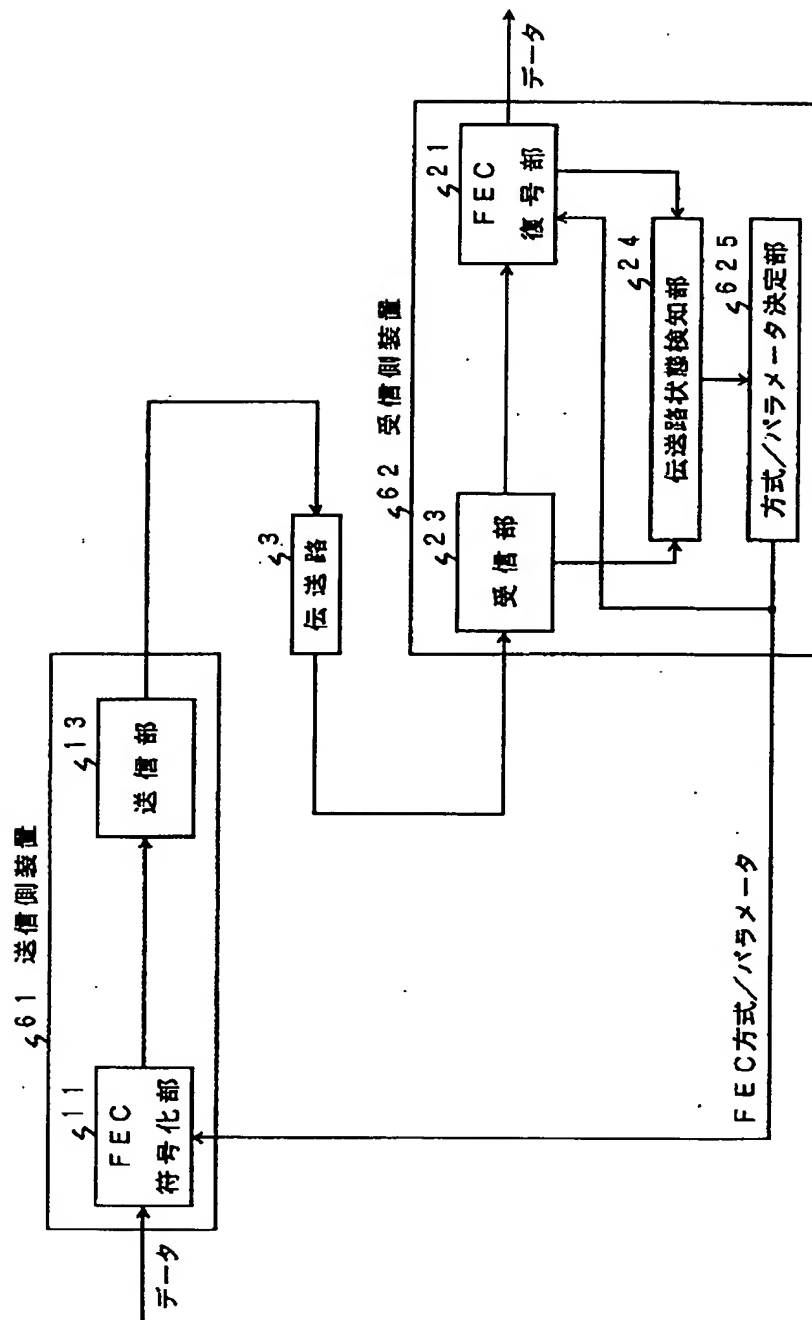 データ
61 送信側装置
11
FEC
符号化部
13
送信部
3
伝送路
62 受信側装置
23
受信部
21
FEC
復号部
データ
24
伝送路状態検知部
625
方式/パラメータ決定部
FEC方式/パラメータ